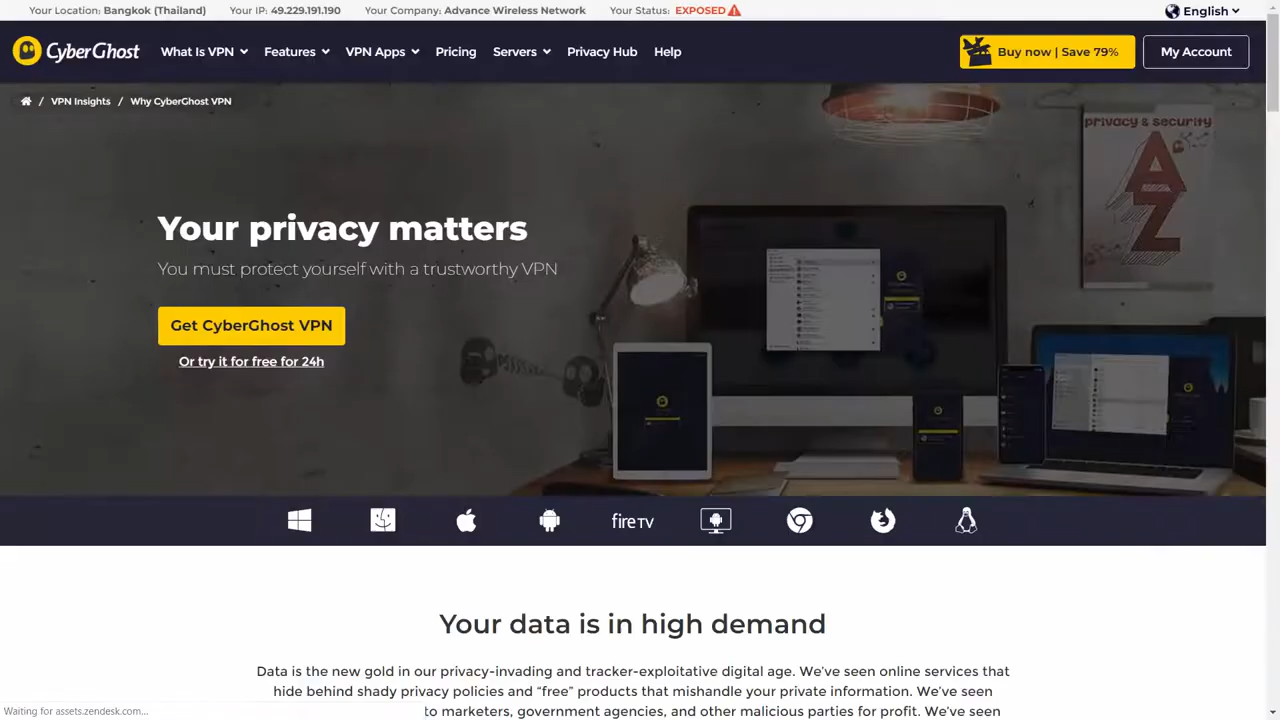 Your Location: Bangkok (Thailand) Your IP: 49.229.191.190 Your Company: Advance Wireless Network Your Status: EXPOSED English
CyberGhost What Is VPN Features VPN Apps Pricing Servers Privacy Hub Help Buy now | Save 79% My Account
/ VPN Insights / Why CyberGhost VPN
privacy & security
A
Z
Your privacy matters
You must protect yourself with a trustworthy VPN
Get CyberGhost VPN
Or try it for free for 24h
fireTV
Your data is in high demand
Data is the new gold in our privacy-invading and tracker-exploitative digital age. We've seen online services that
hide behind shady privacy policies and “free” products that mishandle your private information. We've seen
to marketers, government agencies, and other malicious parties for profit. We've seen
Waiting for assets.zendesk.com...